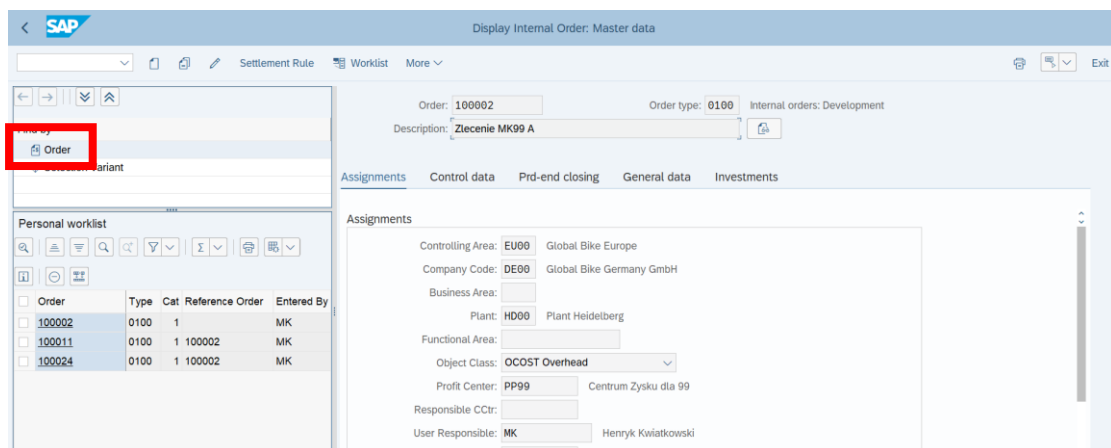 SAP
Display Internal Order: Master data
Settlement Rule Worklist More Exit
Order: 100002 Order type: 0100 Internal orders: Development
Description: Zlecenie MK99 A
Order
Assignments Control data Prd-end closing General data Investments
Personal worklist
Order Type Cat Reference Order Entered By
100002 0100 1 MK
100011 0100 1 100002 MK
100024 0100 1 100002 MK
Assignments
Controlling Area: EU00 Global Bike Europe
Company Code: DE00 Global Bike Germany GmbH
Business Area:
Plant: HD00 Plant Heidelberg
Functional Area:
Object Class: OCOST Overhead
Profit Center: PP99 Centrum Zysku dla 99
Responsible CCtr:
User Responsible: MK Henryk Kwiatkowski